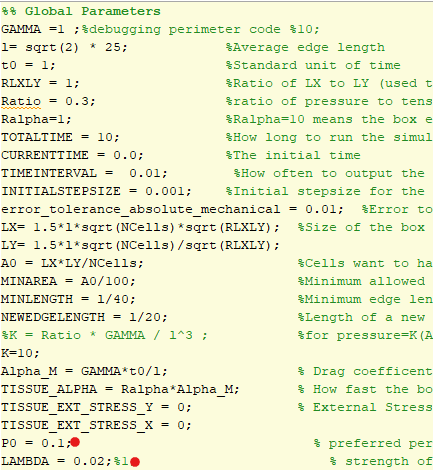 %% Global Parameters
GAMMA =1 ;%debugging perimeter code %10;
l= sqrt(2) * 25; %Average edge length
t0 = 1; %Standard unit of time
RLXLY = 1; %Ratio of LX to LY (used t
Ratio = 0.3; %ratio of pressure to tens
Ralpha=1; %Ralpha=10 means the box e
TOTALTIME = 10; %How long to run the simul
CURRENTTIME = 0.0; %The initial time
TIMEINTERVAL =  0.01; %How often to output the
INITIALSTEPSIZE = 0.001; %Initial stepsize for the
error_tolerance_absolute_mechanical = 0.01; %Error to
LX= 1.5*l*sqrt(NCells)*sqrt(RLXLY); %Size of the box
LY= 1.5*l*sqrt(NCells)/sqrt(RLXLY);
A0 = LX*LY/NCells; %Cells want to ha
MINAREA = A0/100; %Minimum allowed
MINLENGTH = l/40; %Minimum edge len
NEWEDGELENGTH = l/20; %Length of a new
%K = Ratio * GAMMA / l^3 ; %for pressure=K(A
K=10;
Alpha_M = GAMMA*t0/l; % Drag coefficent
TISSUE_ALPHA = Ralpha*Alpha_M; % How fast the bo
TISSUE_EXT_STRESS_Y = 0; % External Stress
TISSUE_EXT_STRESS_X = 0;
P0 = 0.1; % preferred per
LAMBDA = 0.02;%1 % strength of